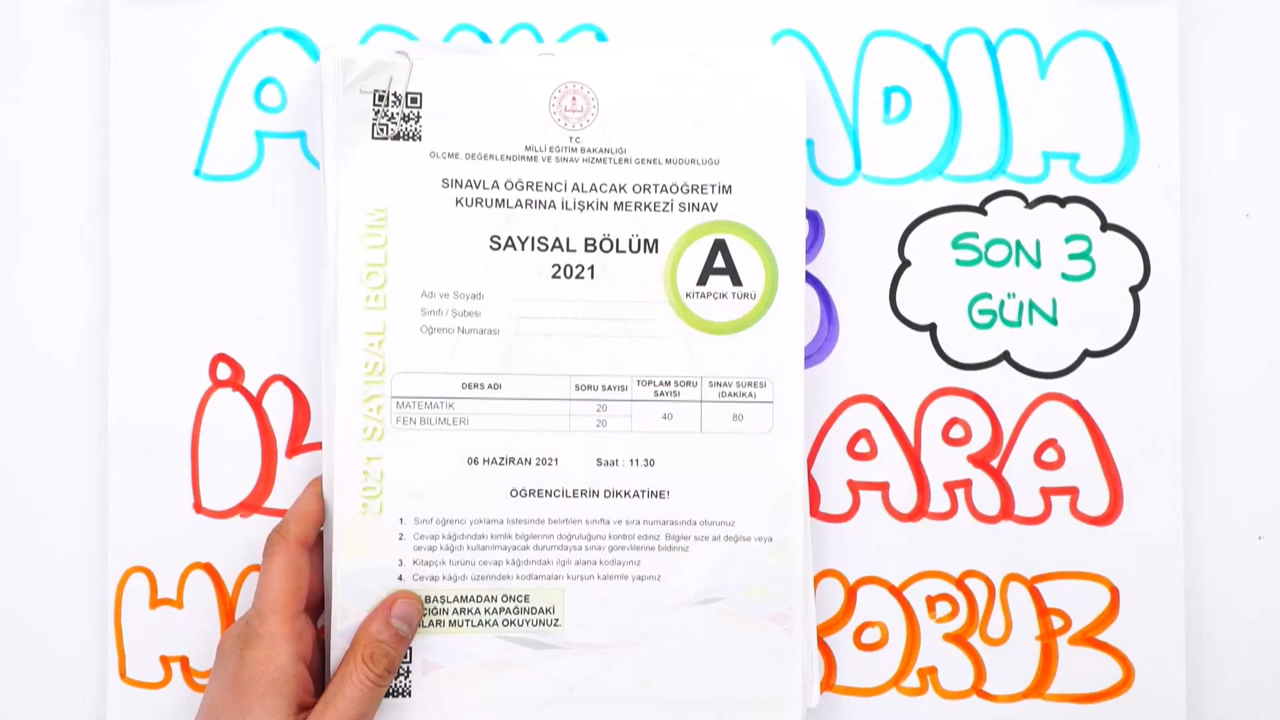 ADIM
SON 3
GÜN
ARA
T.C.
MİLLİ EĞİTİM BAKANLIĞI
ÖLÇME, DEĞERLENDİRME VE SINAV HİZMETLERİ GENEL MÜDÜRLÜĞÜ
SINAVLA ÖĞRENCİ ALACAK ORTAÖĞRETİM
KURUMLARINA İLİŞKİN MERKEZÎ SINAV
SAYISAL BÖLÜM
2021
A
KİTAPÇIK TÜRÜ
2021 SAYISAL BÖLÜM
Adı ve Soyadı
Sınıfı / Şubesi
Öğrenci Numarası
DERS ADI SORU SAYISI TOPLAM SORU SAYISI SINAV SÜRESİ (DAKİKA)
MATEMATİK 20 40 80
FEN BİLİMLERİ 20
06 HAZİRAN 2021 Saat : 11.30
ÖĞRENCİLERİN DİKKATİNE!
1. Sınıf öğrenci yoklama listesinde belirtilen sınıfta ve sıra numarasında oturunuz
2. Cevap kâğıdındaki kimlik bilgilerinin doğruluğunu kontrol ediniz. Bilgiler size ait değilse veya
cevap kâğıdı kullanılmayacak durumdaysa sınav görevlilerine bildiriniz.
3. Kitapçık türünü cevap kâğıdındaki ilgili alana kodlayınız
4. Cevap kâğıdı üzerindeki kodlamaları kurşun kalemle yapınız
BAŞLAMADAN ÖNCE
ARKA KAPAĞINDAKİ
MUTLAKA OKUYUNUZ.